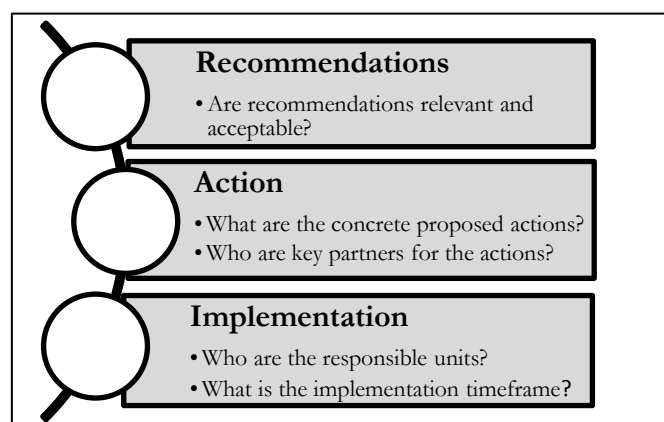 Recommendations
• Are recommendations relevant and
acceptable?
Action
• What are the concrete proposed actions?
• Who are key partners for the actions?
Implementation
• Who are the responsible units?
• What is the implementation timeframe?